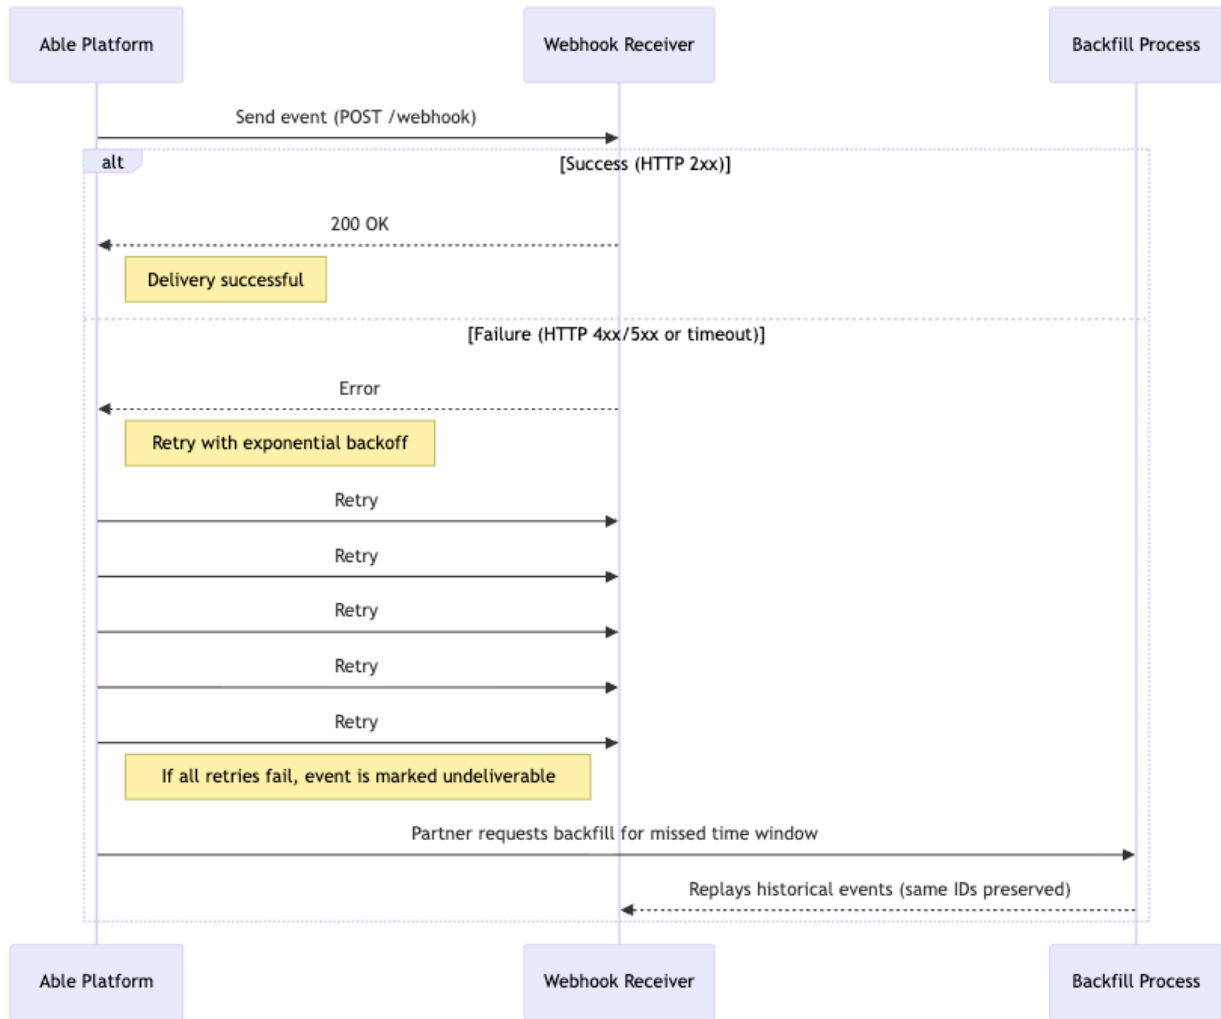 Able Platform
Webhook Receiver
Backfill Process
Send event (POST /webhook)
alt
[Success (HTTP 2xx)]
200 OK
Delivery successful
[Failure (HTTP 4xx/5xx or timeout)]
Error
Retry with exponential backoff
Retry
Retry
Retry
Retry
Retry
If all retries fail, event is marked undeliverable
Partner requests backfill for missed time window
Replays historical events (same IDs preserved)
Able Platform
Webhook Receiver
Backfill Process